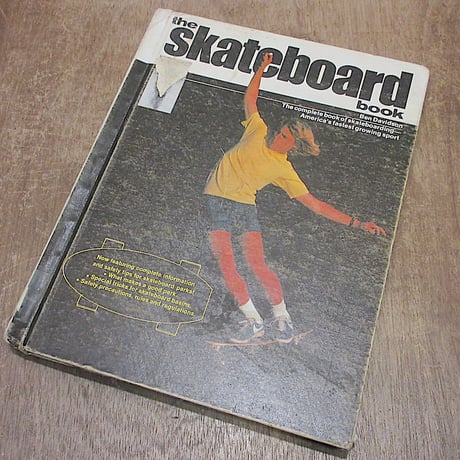 the
skateboard
book
Ben Davidson
The complete book of skateboarding—
America's fastest growing sport
Now featuring complete information
and safety tips for skateboard parks!
• What makes a good park.
• Special tricks for skateboard basins.
• Safety precautions, rules and regulations.